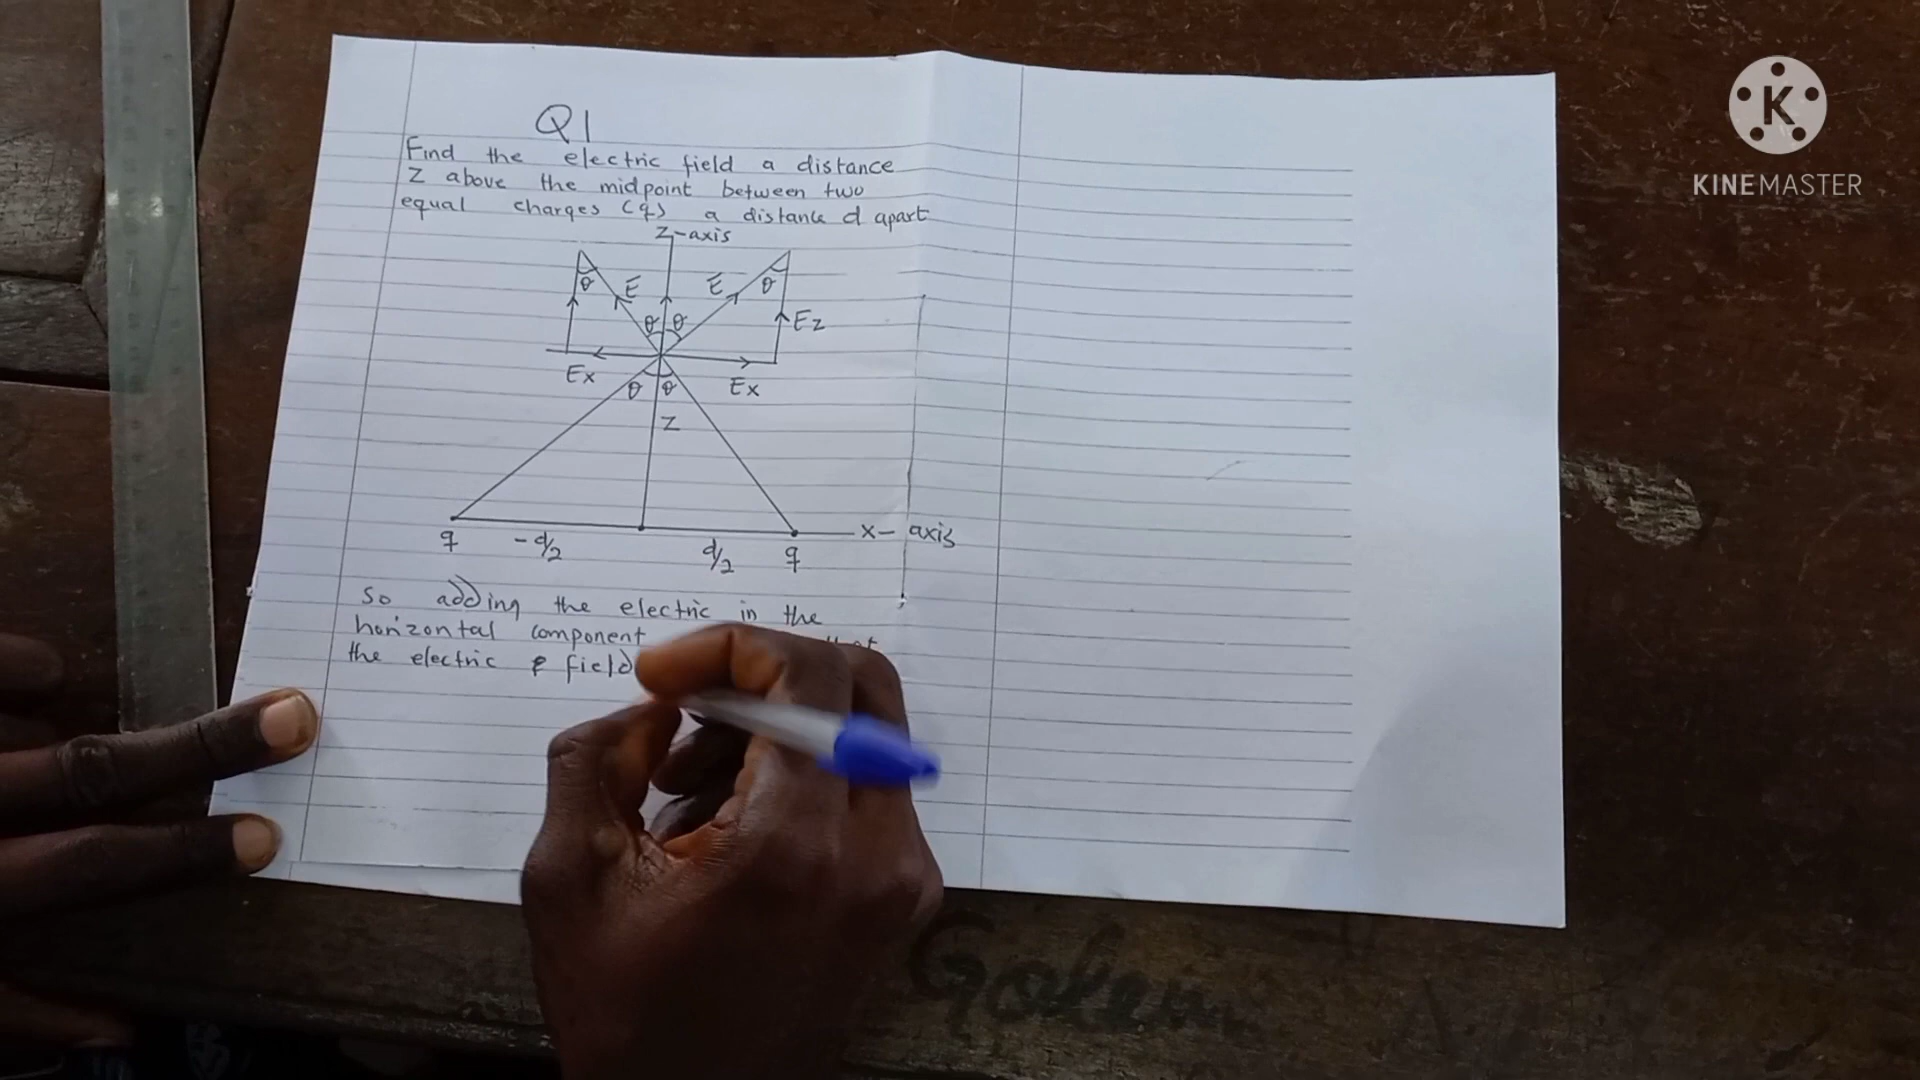 Q1
Find the electric field a distance
Z above the midpoint between two
equal charges (q) a distance d apart
Z-axis
θ E E θ
θ θ Ez
Ex Ex
θ θ
Z
x- axis
q -d/2 d/2 q
So adding the electric in the
horizontal component
the electric field
K
KINEMASTER